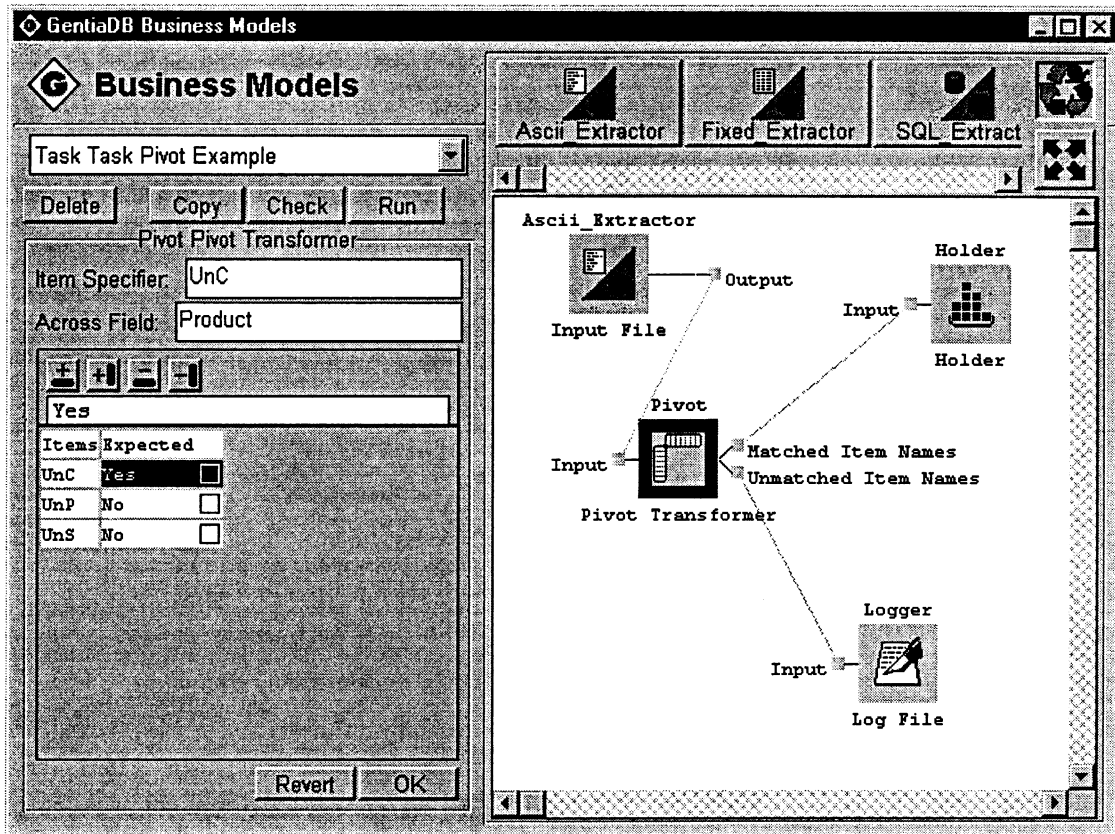 GentiaDB Business Models
G Business Models
Task Task Pivot Example
Delete Copy Check Run
Pivot Pivot Transformer
Item Specifier: UnC
Across Field: Product
Yes
Items Expected
UnC Yes
UnP No
UnS No
Revert OK
Ascii_Extractor Fixed_Extractor SQL_Extract
Ascii_Extractor
Output
Input File
Holder
Input
Holder
Pivot
Input
Matched Item Names
Unmatched Item Names
Pivot Transformer
Logger
Input
Log File